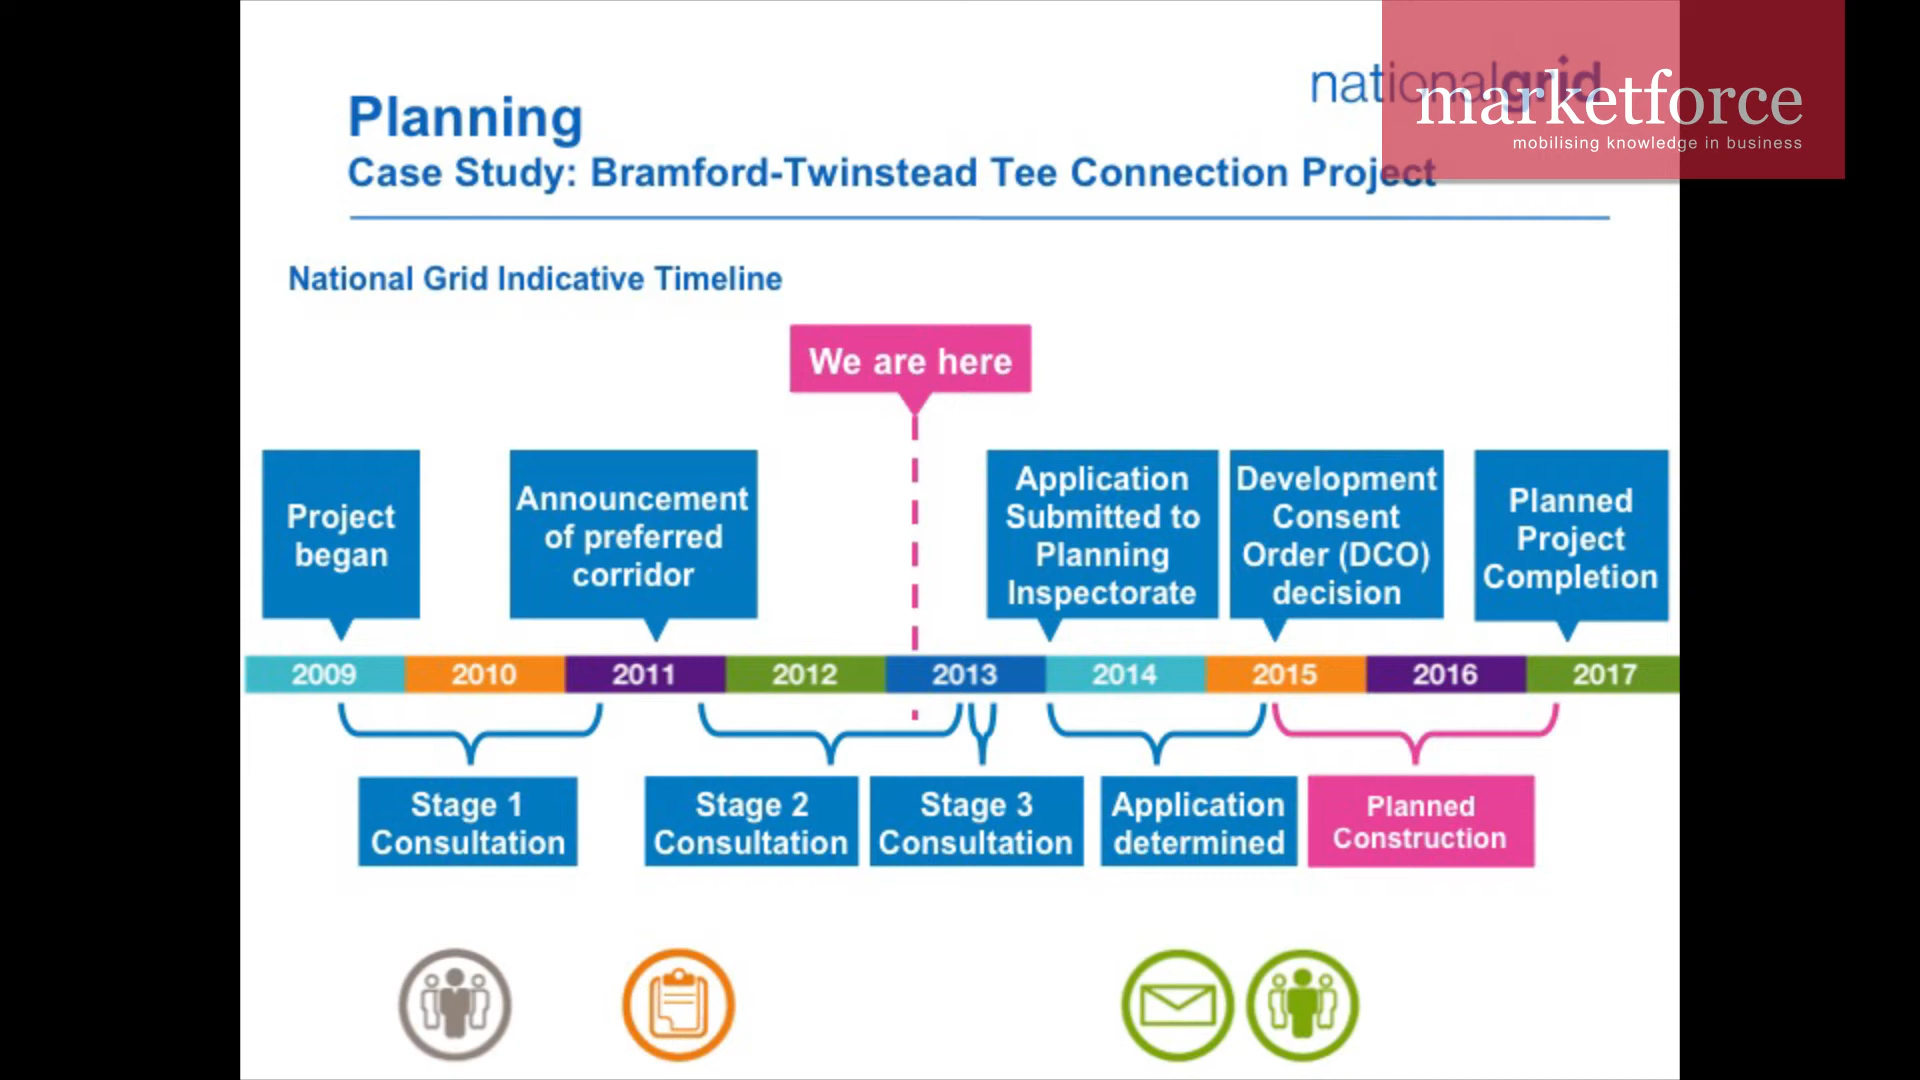 nationalgrid
marketforce
mobilising knowledge in business
Planning
Case Study: Bramford-Twinstead Tee Connection Project
National Grid Indicative Timeline
We are here
Project
began
Announcement
of preferred
corridor
Application
Submitted to
Planning
Inspectorate
Development
Consent
Order (DCO)
decision
Planned
Project
Completion
2009 2010 2011 2012 2013 2014 2015 2016 2017
Stage 1
Consultation
Stage 2
Consultation
Stage 3
Consultation
Application
determined
Planned
Construction